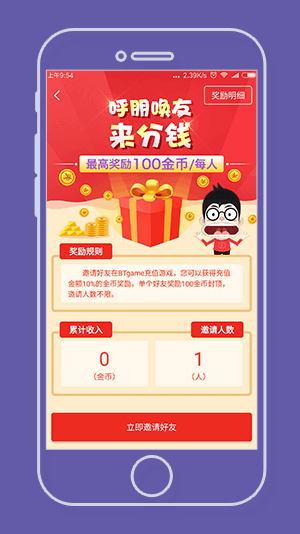 上午9:54
... 2.39K/s
奖励明细
呼朋唤友
来分钱
最高奖励100金币/每人
奖励规则
邀请好友在BTgame充值游戏，您可以获得充值
金额10%的金币奖励。单个好友奖励100金币封顶，
邀请人数不限。
累计收入
邀请人数
0
1
（金币）
（人）
立即邀请好友